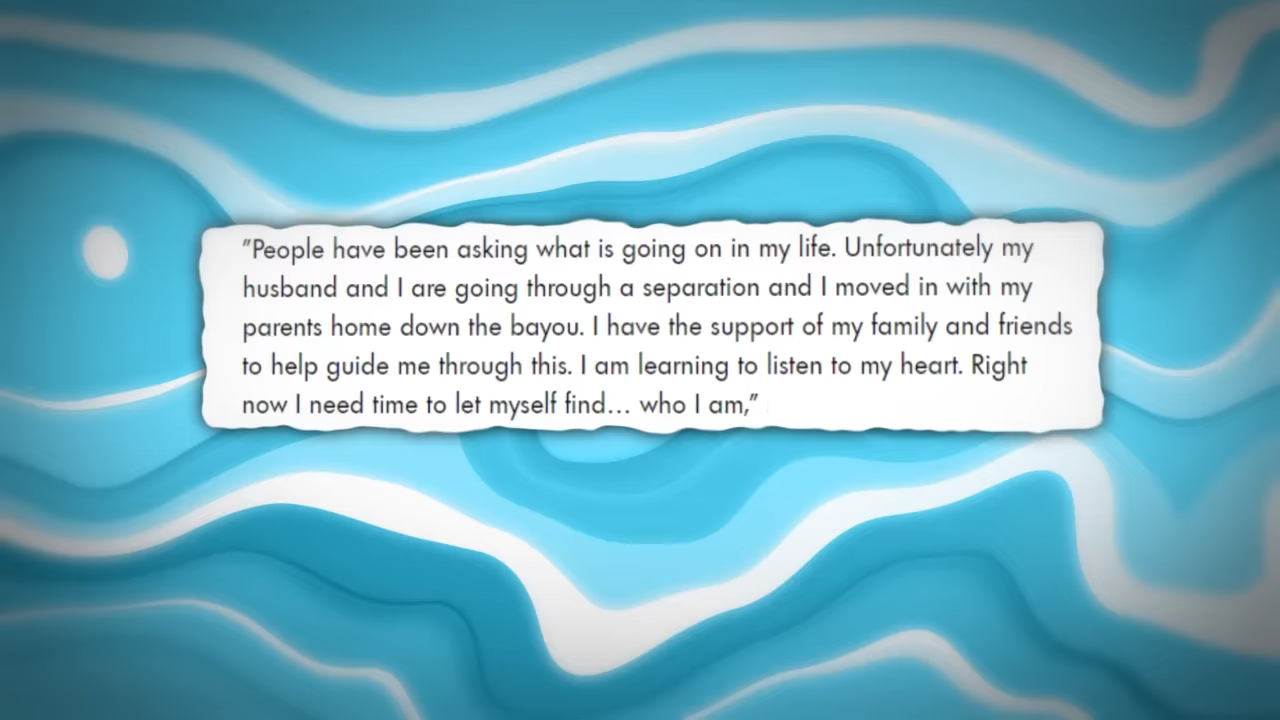 "People have been asking what is going on in my life. Unfortunately my
husband and I are going through a separation and I moved in with my
parents home down the bayou. I have the support of my family and friends
to help guide me through this. I am learning to listen to my heart. Right
now I need time to let myself find... who I am,"